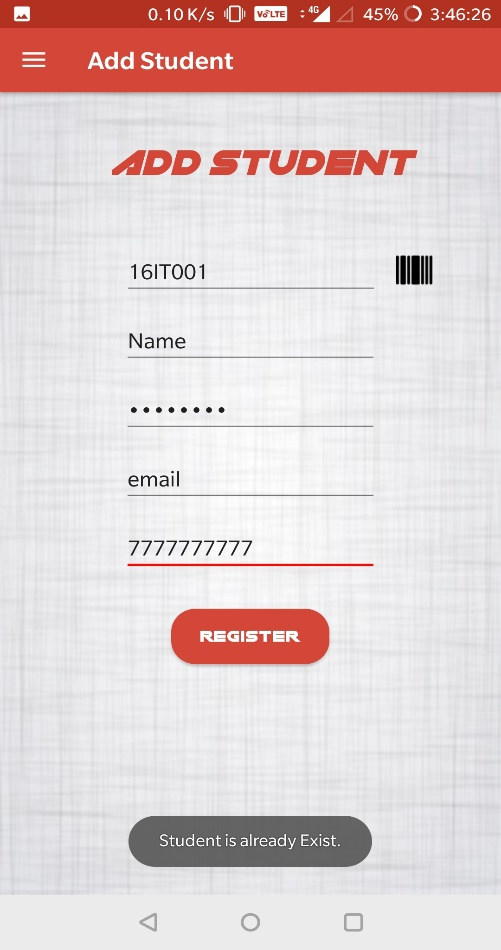 0.10 K/s VoLTE 4G 45% 3:46:26
Add Student
ADD STUDENT
16IT001
Name
••••••••
email
7777777777
REGISTER
Student is already Exist.